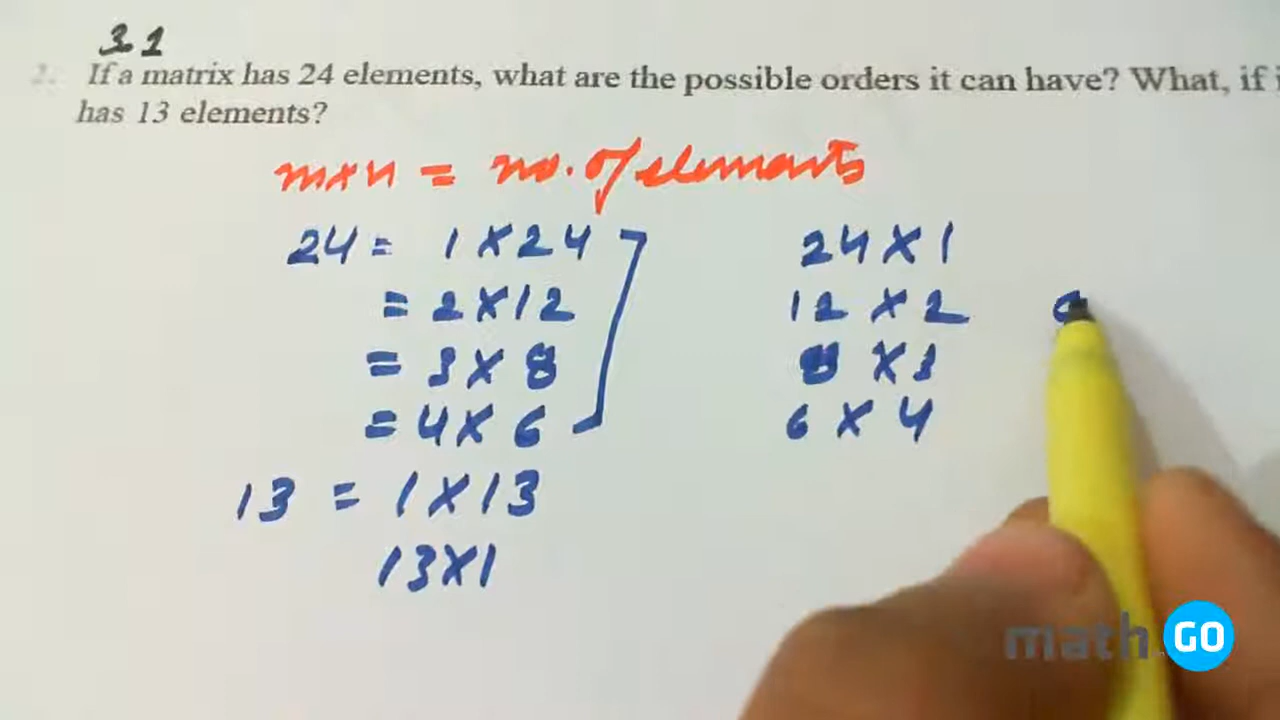 3.1
2. If a matrix has 24 elements, what are the possible orders it can have? What, if i
has 13 elements?
m×n = no. of elements
24 = 1 × 24
= 2 × 12
= 3 × 8
= 4 × 6
13 = 1 × 13
13 × 1
24 × 1
12 × 2
8 × 3
6 × 4
math.
GO